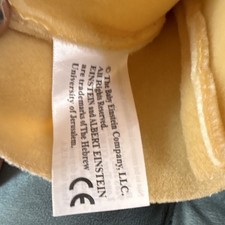 © The Baby Einstein Company, LLC.
All Rights Reserved.
EINSTEIN and ALBERT EINSTEIN
are trademarks of The Hebrew
University of Jerusalem.
CE